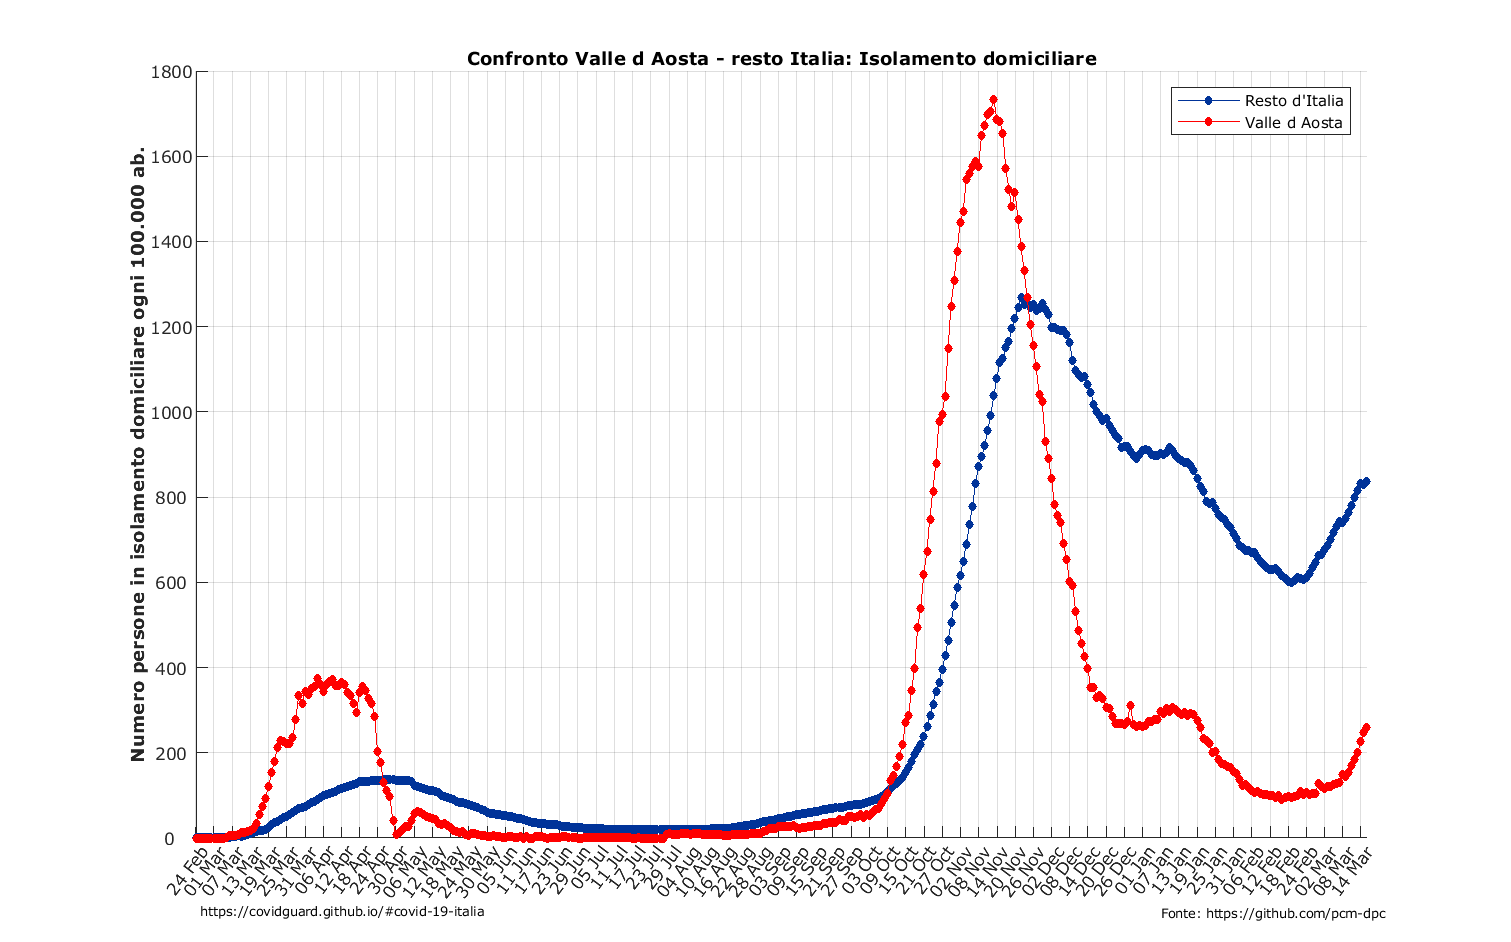 Confronto Valle d Aosta - resto Italia: Isolamento domiciliare
Numero persone in isolamento domiciliare ogni 100.000 ab.
1800
1600
1400
1200
1000
800
600
400
200
0
Resto d'Italia
Valle d Aosta
24 Feb
01 Mar
07 Mar
13 Mar
19 Mar
25 Mar
31 Mar
06 Apr
12 Apr
18 Apr
24 Apr
30 Apr
06 May
12 May
18 May
24 May
30 May
05 Jun
11 Jun
17 Jun
23 Jun
29 Jun
05 Jul
11 Jul
17 Jul
23 Jul
29 Jul
04 Aug
10 Aug
16 Aug
22 Aug
28 Aug
03 Sep
09 Sep
15 Sep
21 Sep
27 Sep
03 Oct
09 Oct
15 Oct
21 Oct
27 Oct
02 Nov
08 Nov
14 Nov
20 Nov
26 Nov
02 Dec
08 Dec
14 Dec
20 Dec
26 Dec
01 Jan
07 Jan
13 Jan
19 Jan
25 Jan
31 Jan
06 Feb
12 Feb
18 Feb
24 Feb
02 Mar
08 Mar
14 Mar
https://covidguard.github.io/#covid-19-italia
Fonte: https://github.com/pcm-dpc